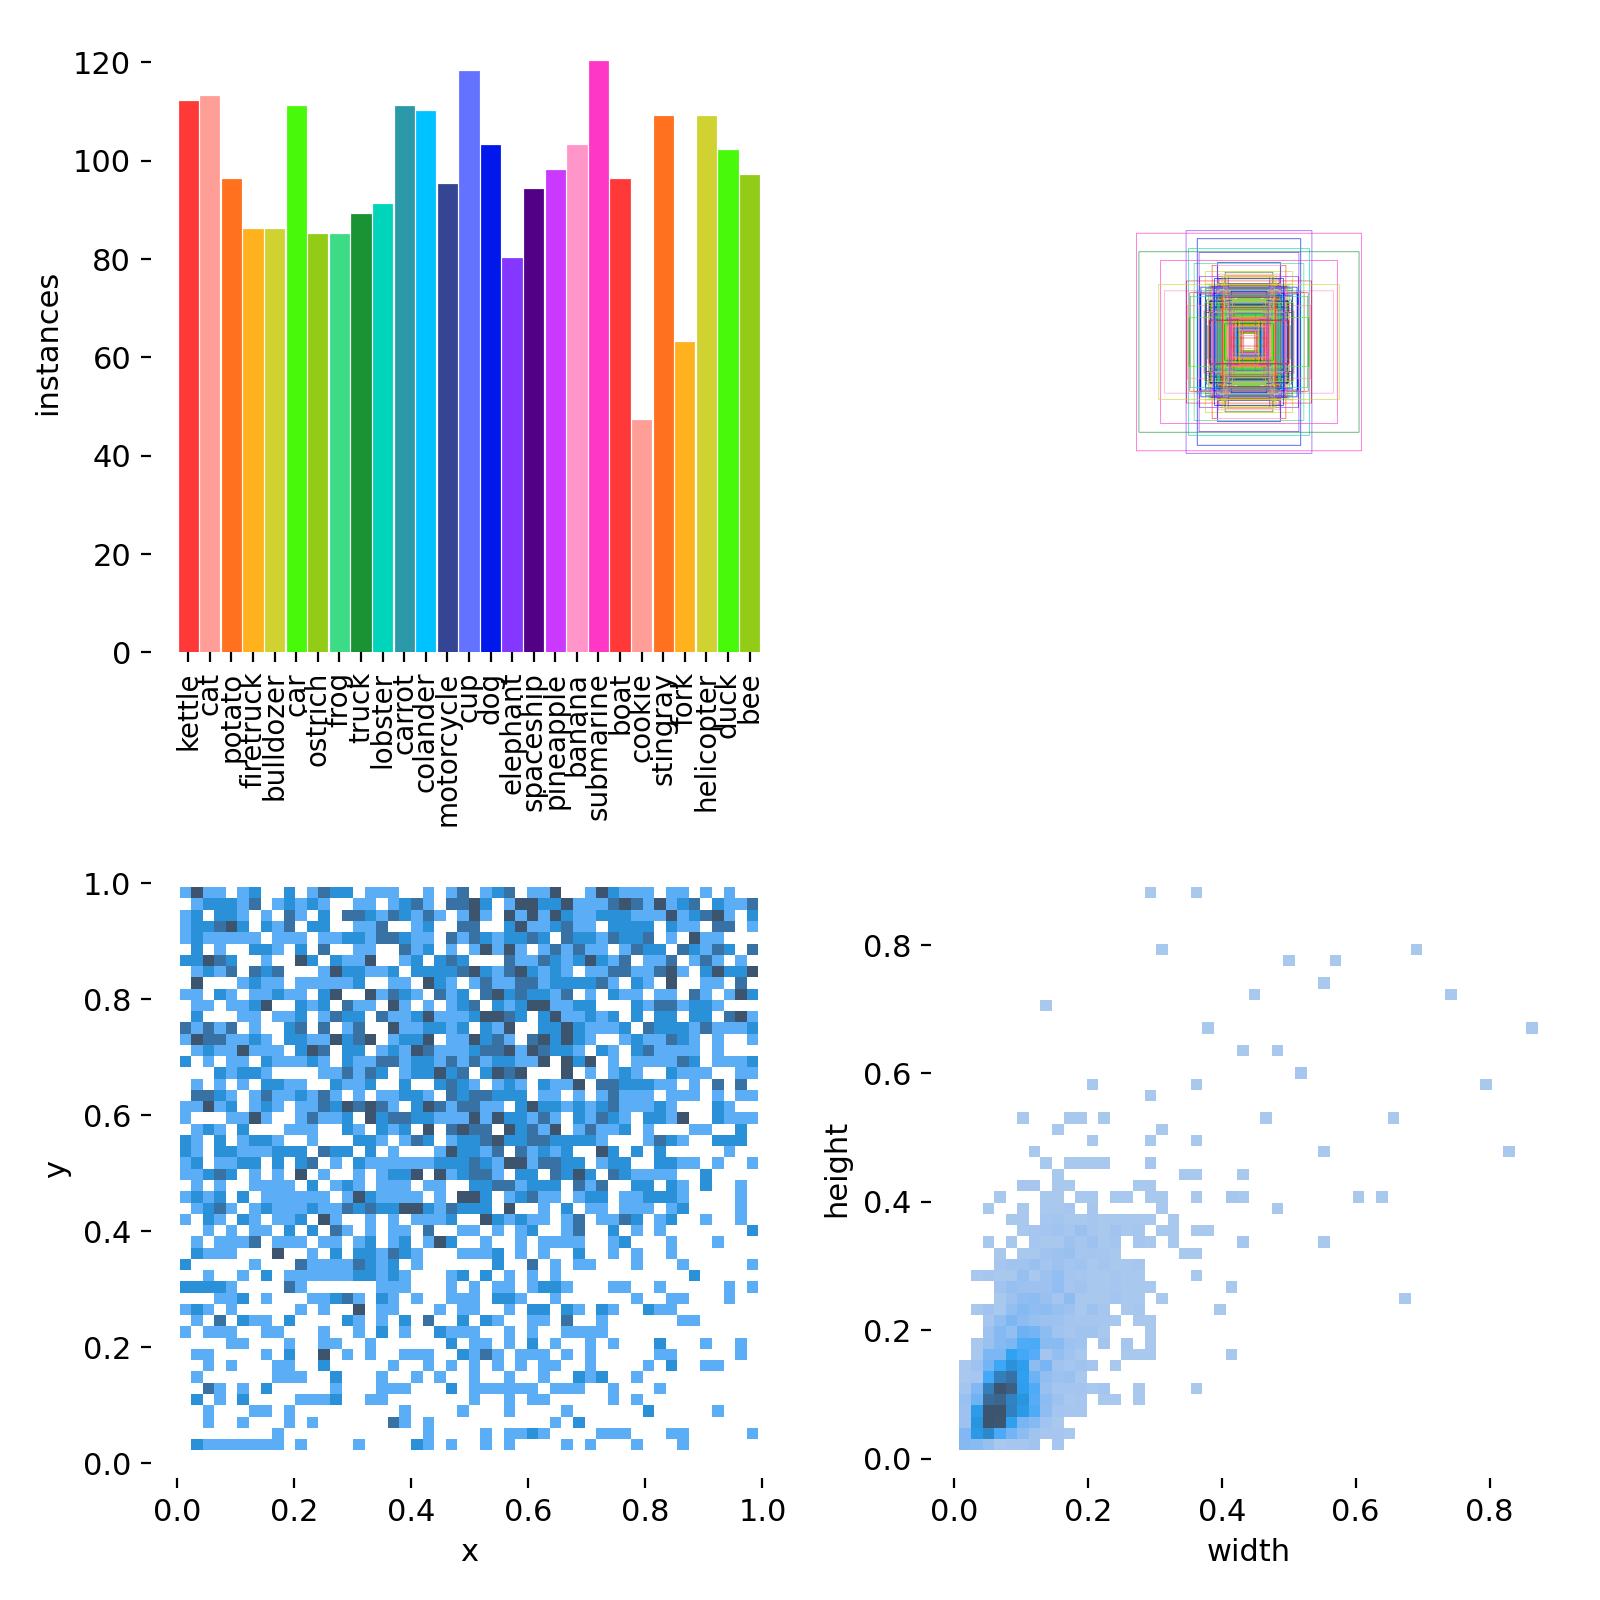 120
100
80
60
40
20
0
instances
kettle
cat
potato
firetruck
bulldozer
car
ostrich
frog
truck
lobster
carrot
colander
motorcycle
cup
dog
elephant
spaceship
pineapple
banana
submarine
boat
cookie
stingray
fork
helicopter
duck
bee
1.0
0.8
0.6
0.4
0.2
0.0
y
0.0 0.2 0.4 0.6 0.8 1.0
x
0.8
0.6
0.4
0.2
0.0
height
0.0 0.2 0.4 0.6 0.8
width